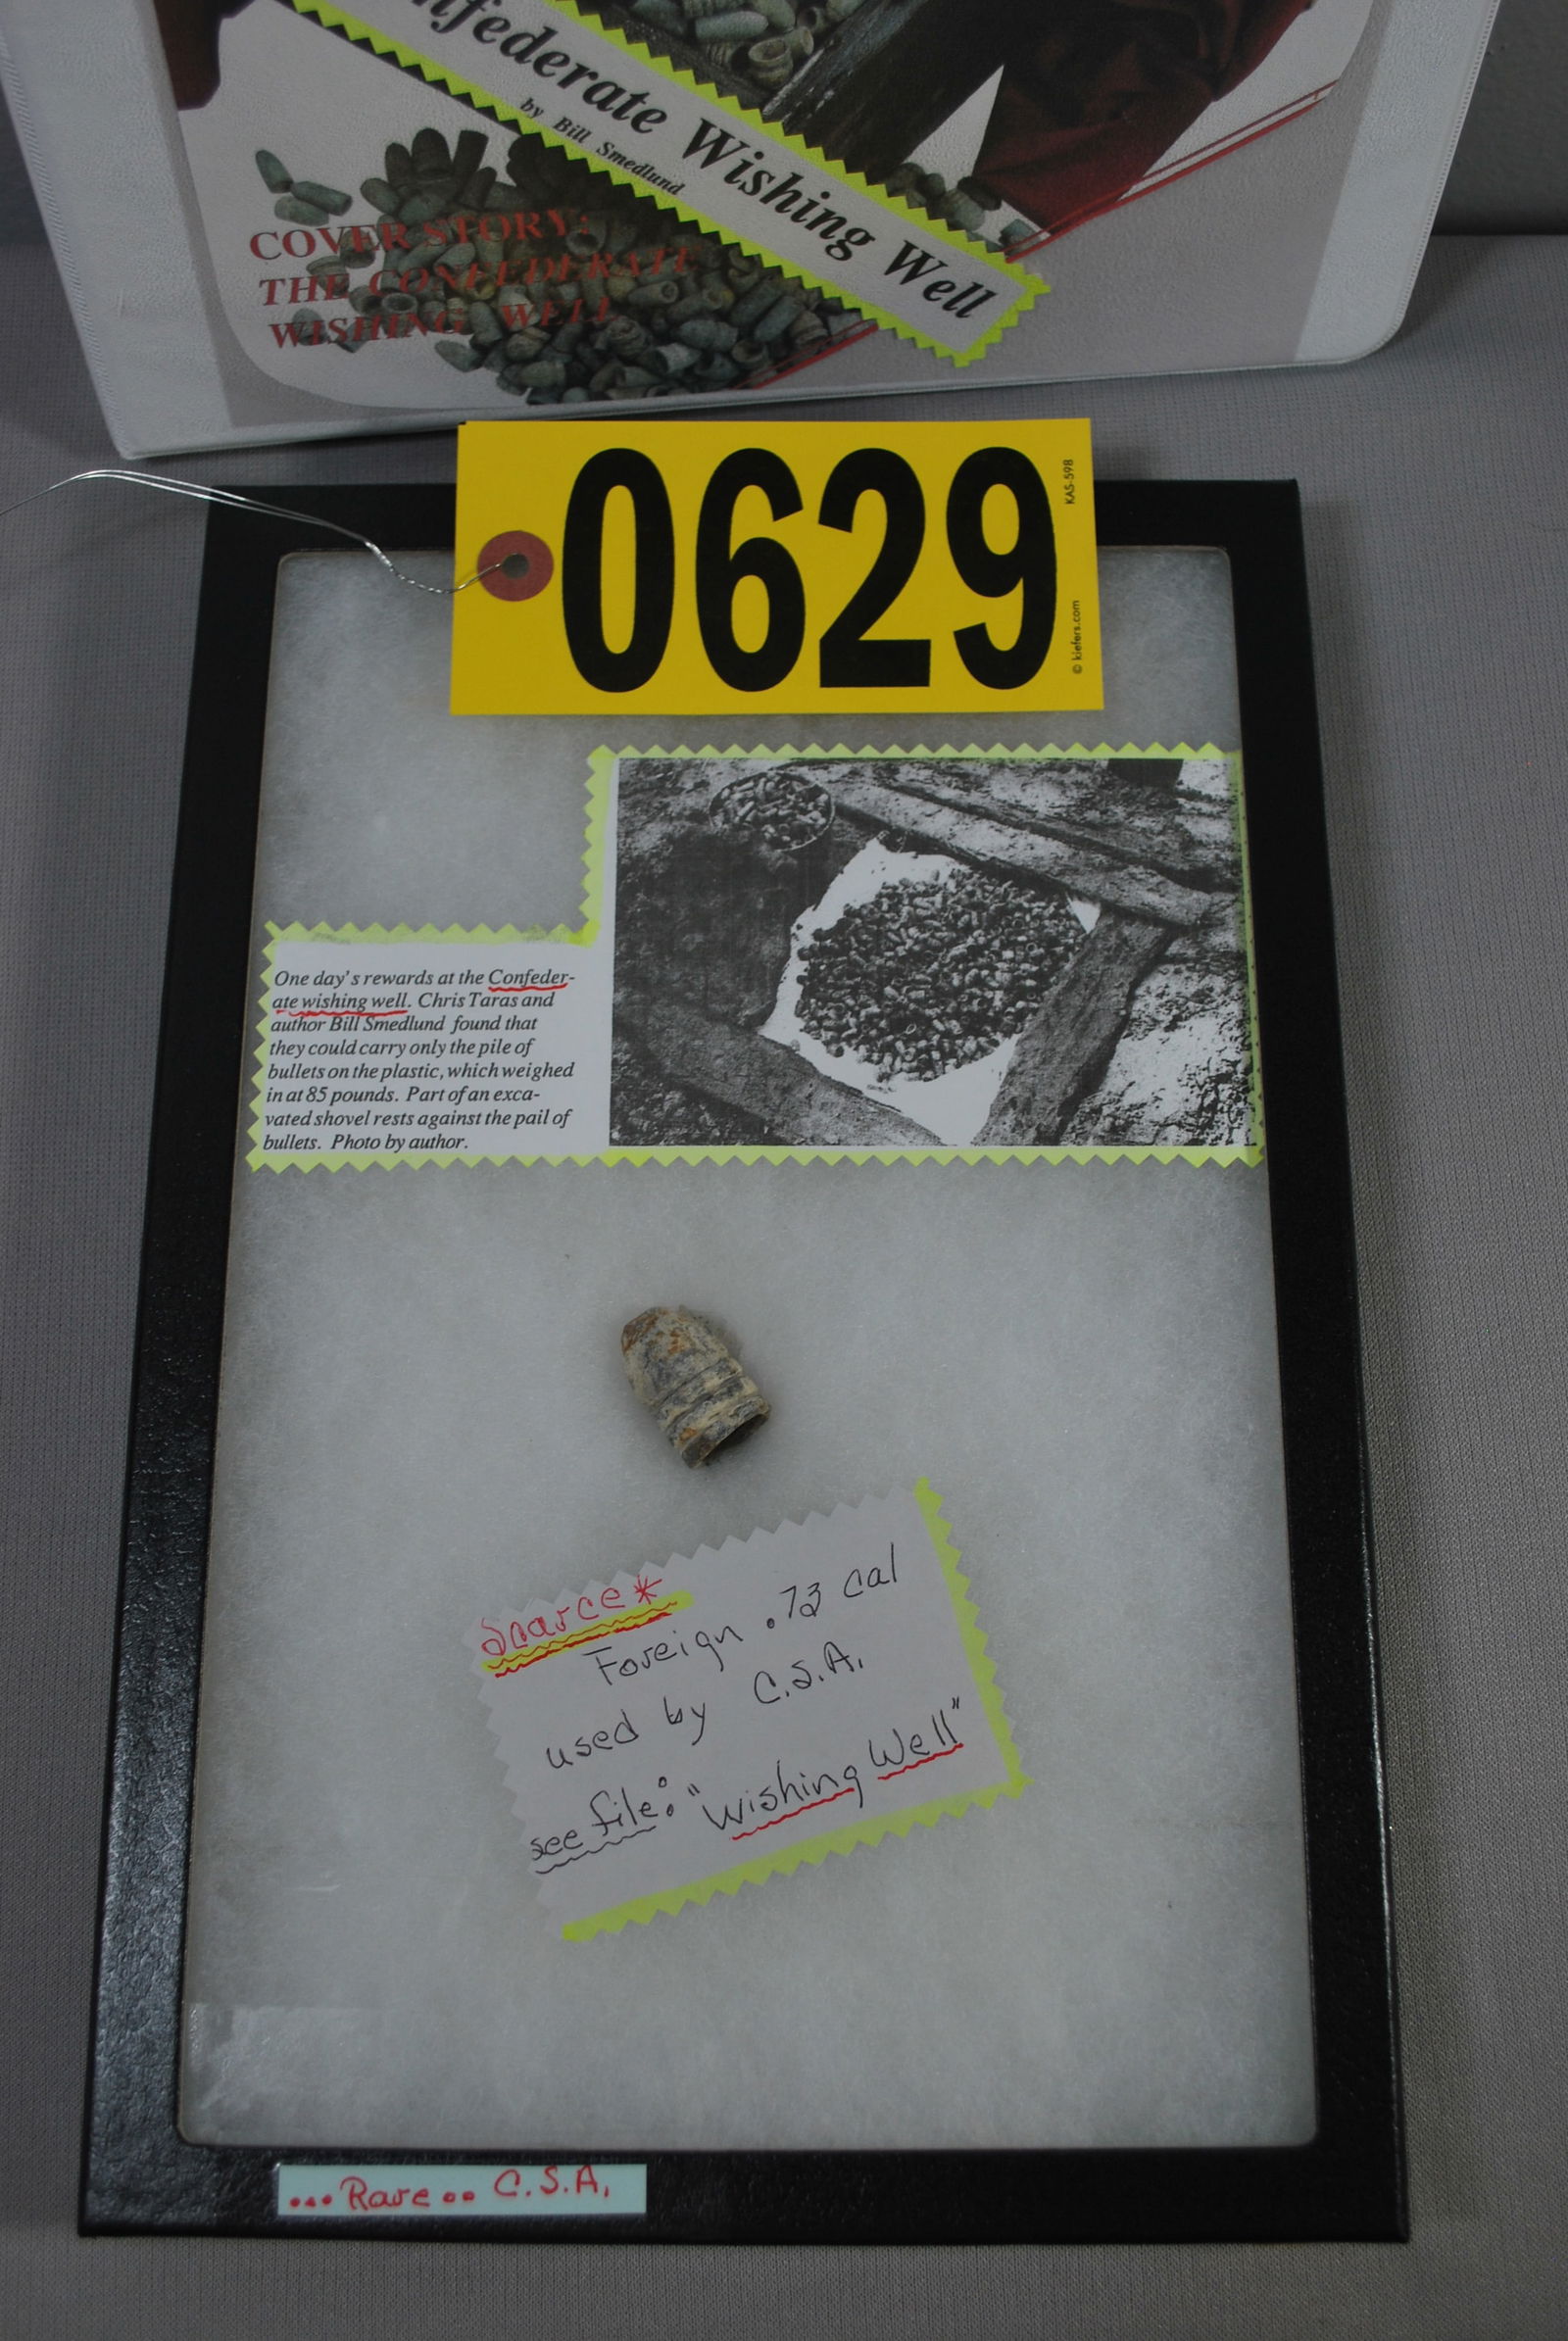 nfederate Wishing Well
by Bill Smedlund
COVER STORY:
THE CONFEDERATE
WISHING WELL
0629
KAS-598
© kiefers.com
One day's rewards at the Confeder-
ate wishing well. Chris Taras and
author Bill Smedlund found that
they could carry only the pile of
bullets on the plastic, which weighed
in at 85 pounds. Part of an exca-
vated shovel rests against the pail of
bullets. Photo by author.
Scarce*
Foreign .73 cal
used by C.S.A.
see file: "Wishing Well"
... Rare .. C.S.A.